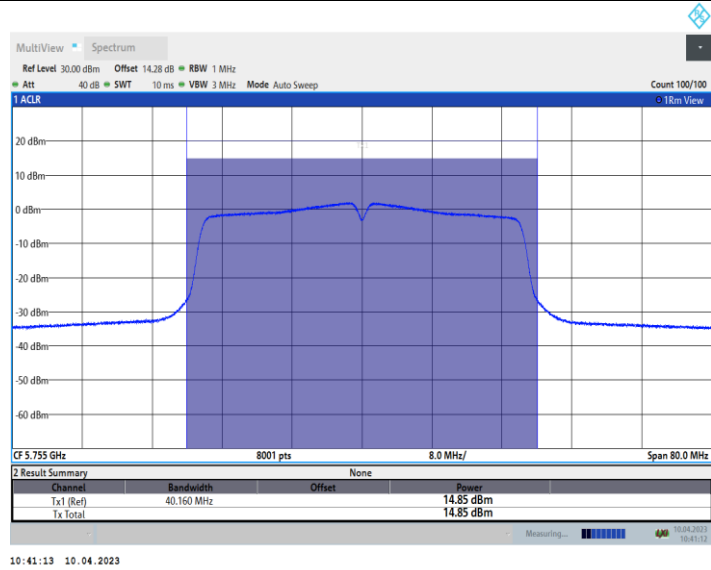 MultiView Spectrum
Ref Level 30.00 dBm Offset 14.28 dB RBW 1 MHz
Att 40 dB SWT 10 ms VBW 3 MHz Mode Auto Sweep Count 100/100
1 ACLR 1Rm View
20 dBm
10 dBm
0 dBm
-10 dBm
-20 dBm
-30 dBm
-40 dBm
-50 dBm
-60 dBm
CF 5.755 GHz 8001 pts 8.0 MHz/ Span 80.0 MHz
2 Result Summary None
Channel Bandwidth Offset Power
Tx1 (Ref) 40.160 MHz 14.85 dBm
Tx Total 14.85 dBm
Measuring... 10.04.2023
10:41:12
10:41:13 10.04.2023